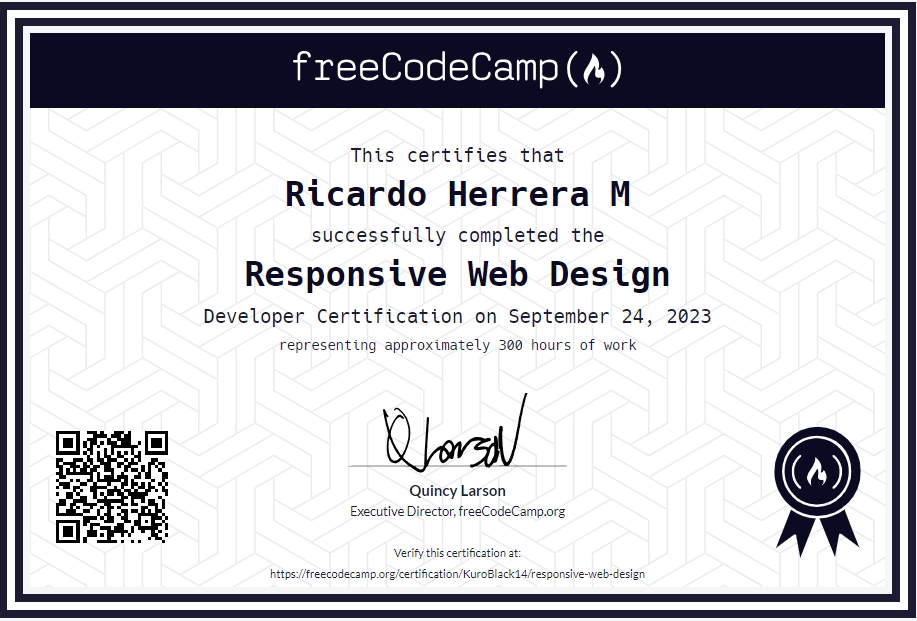 freeCodeCamp
This certifies that
Ricardo Herrera M
successfully completed the
Responsive Web Design
Developer Certification on September 24, 2023
representing approximately 300 hours of work
Q Larson
Quincy Larson
Executive Director, freeCodeCamp.org
Verify this certification at:
https://freecodecamp.org/certification/KuroBlack14/responsive-web-design